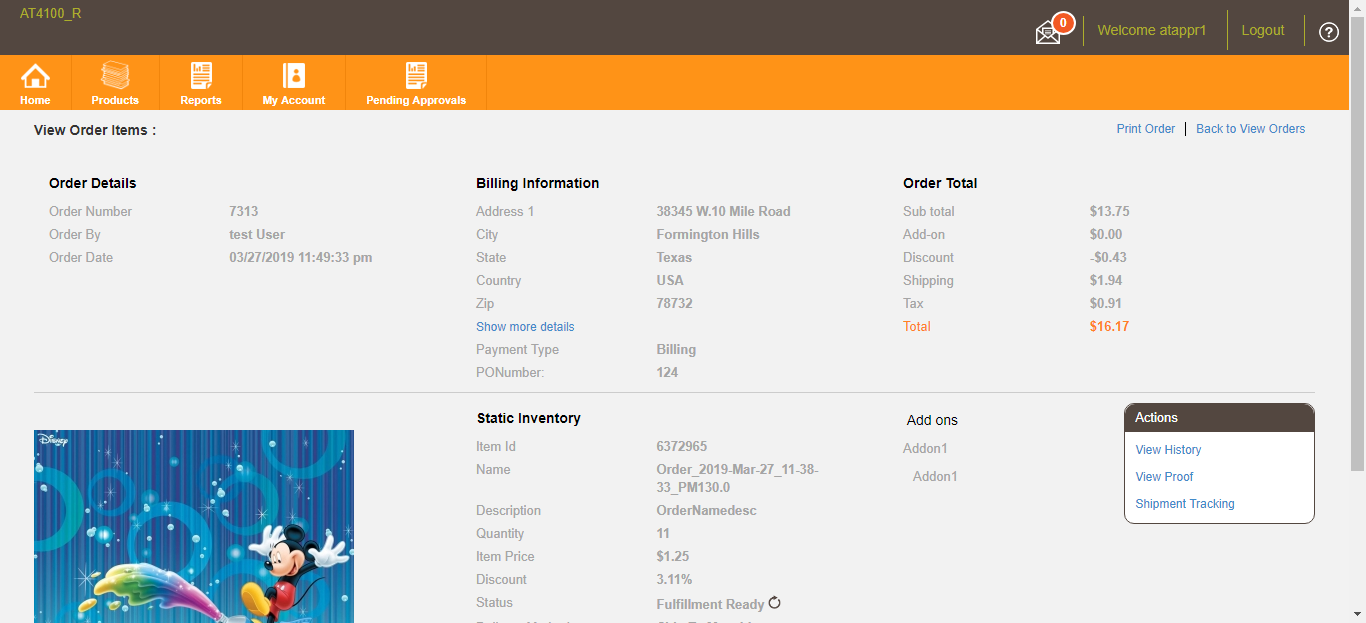 AT4100_R
0
Welcome atappr1
Logout
?
Home
Products
Reports
My Account
Pending Approvals
View Order Items :
Print Order
Back to View Orders
Order Details
Order Number 7313
Order By test User
Order Date 03/27/2019 11:49:33 pm
Billing Information
Address 1 38345 W.10 Mile Road
City Formington Hills
State Texas
Country USA
Zip 78732
Show more details
Payment Type Billing
PONumber: 124
Order Total
Sub total $13.75
Add-on $0.00
Discount -$0.43
Shipping $1.94
Tax $0.91
Total $16.17
Disney
Static Inventory
Item Id 6372965
Name Order_2019-Mar-27_11-38-
33_PM130.0
Description OrderNamedesc
Quantity 11
Item Price $1.25
Discount 3.11%
Status Fulfillment Ready
Add ons
Addon1
Addon1
Actions
View History
View Proof
Shipment Tracking